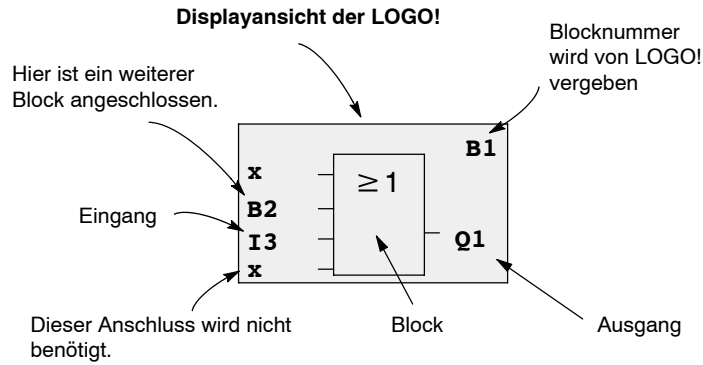 Displayansicht der LOGO!
Blocknummer
wird von LOGO!
vergeben
Hier ist ein weiterer
Block angeschlossen.
B1
x
≥1
B2
Eingang
I3
Q1
x
Dieser Anschluss wird nicht
benötigt.
Block
Ausgang